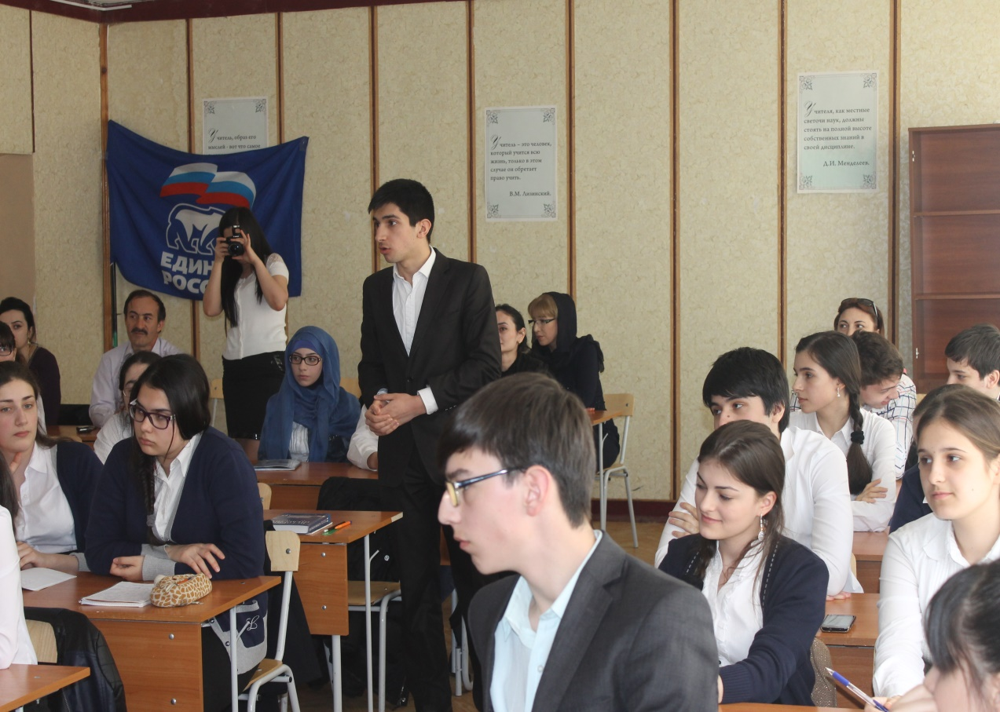 Учитель, образ его
мыслей - вот что самое
ЕДИН
РОСС
Учитель – это человек,
который учится всю
жизнь, только в этом
случае он обретает
право учить.
В.М. Лизинский.
Учителя, как местные
светочи наук, должны
стоять на полной высоте
собственных знаний в
своей дисциплине.
Д.И. Менделеев.